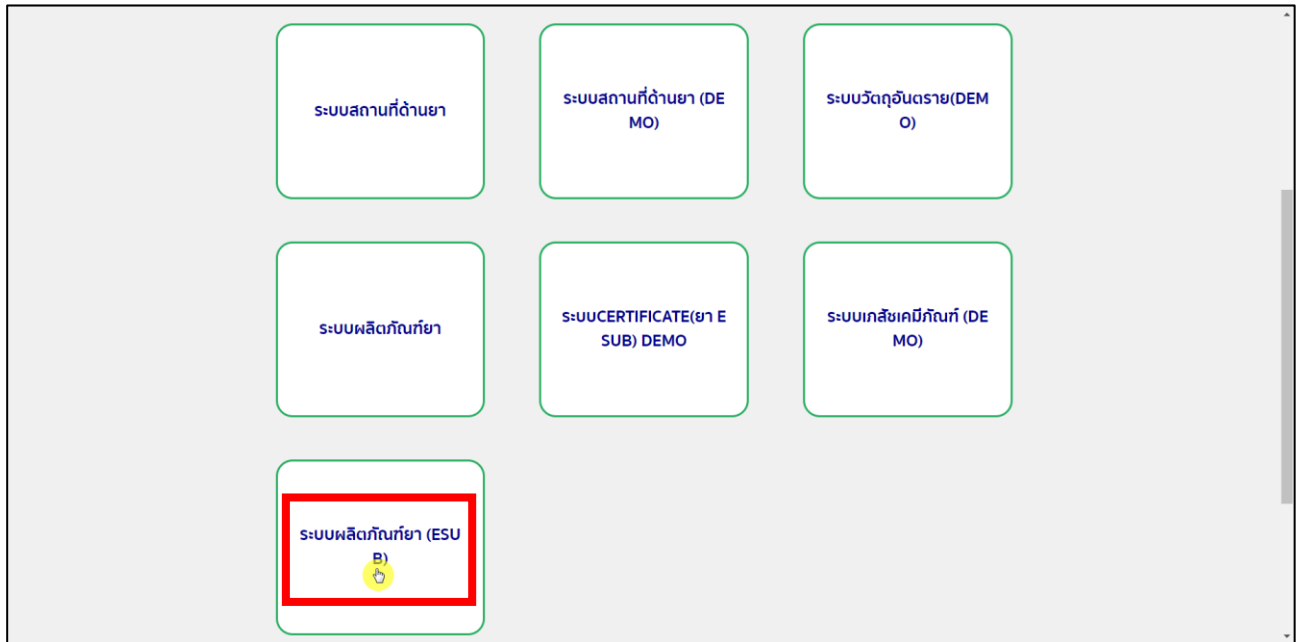 ระบบสถานที่ด้านยา
ระบบสถานที่ด้านยา (DE
MO)
ระบบวัตถุอันตราย(DEM
O)
ระบบผลิตภัณฑ์ยา
ระบบCERTIFICATE(ยา E
SUB) DEMO
ระบบเภสัชเคมีภัณฑ์ (DE
MO)
ระบบผลิตภัณฑ์ยา (ESU
B)